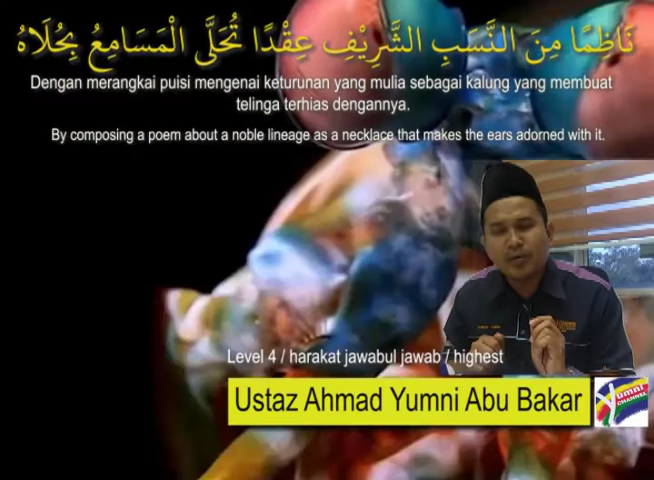 نَاظِمًا مِنَ النَّسَبِ الشَّرِيْفِ عِقْدًا تُحَلَّى الْمَسَامِعُ بِحُلَاهُ
Dengan merangkai puisi mengenai keturunan yang mulia sebagai kalung yang membuat
telinga terhias dengannya.
By composing a poem about a noble lineage as a necklace that makes the ears adorned with it.
Level 4 / harakat jawabul jawab / highest
Ustaz Ahmad Yumni Abu Bakar
Yumni
CHANNEL